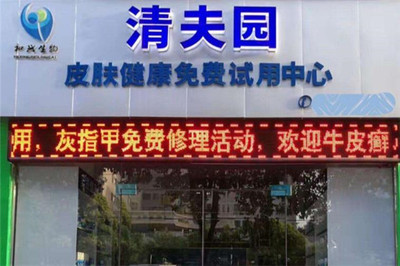 清夫园
皮肤健康免费试用中心
用，灰指甲免费修理活动，欢迎牛皮癣